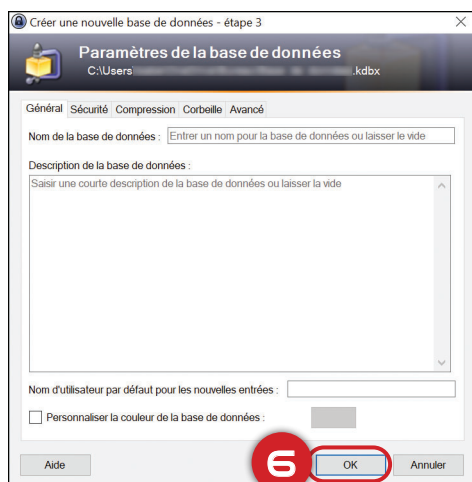 Créer une nouvelle base de données - étape 3
Paramètres de la base de données
C:\Users .kdbx
Général Sécurité Compression Corbeille Avancé
Nom de la base de données : Entrer un nom pour la base de données ou laisser le vide
Description de la base de données :
Saisir une courte description de la base de données ou laisser la vide
Nom d'utilisateur par défaut pour les nouvelles entrées :
Personnaliser la couleur de la base de données :
Aide 6 OK Annuler